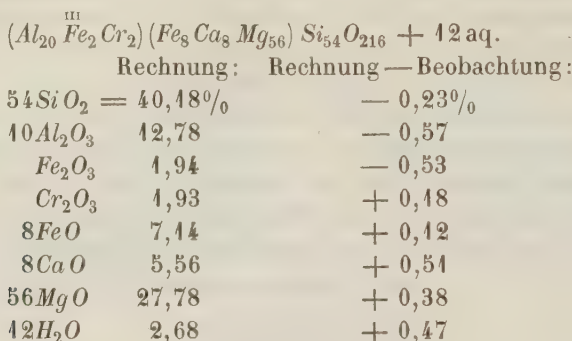 (Al₂₀ Feᴵᴵᴵ₂ Cr₂) (Fe₈ Ca₈ Mg₅₆) Si₅₄O₂₁₆ + 12 aq.
Rechnung: Rechnung — Beobachtung:
54SiO₂ = 40,18% — 0,23%
10Al₂O₃ 12,78 — 0,57
Fe₂O₃ 1,94 — 0,53
Cr₂O₃ 1,93 + 0,18
8FeO 7,14 + 0,12
8CaO 5,56 + 0,51
56MgO 27,78 + 0,38
12H₂O 2,68 + 0,47